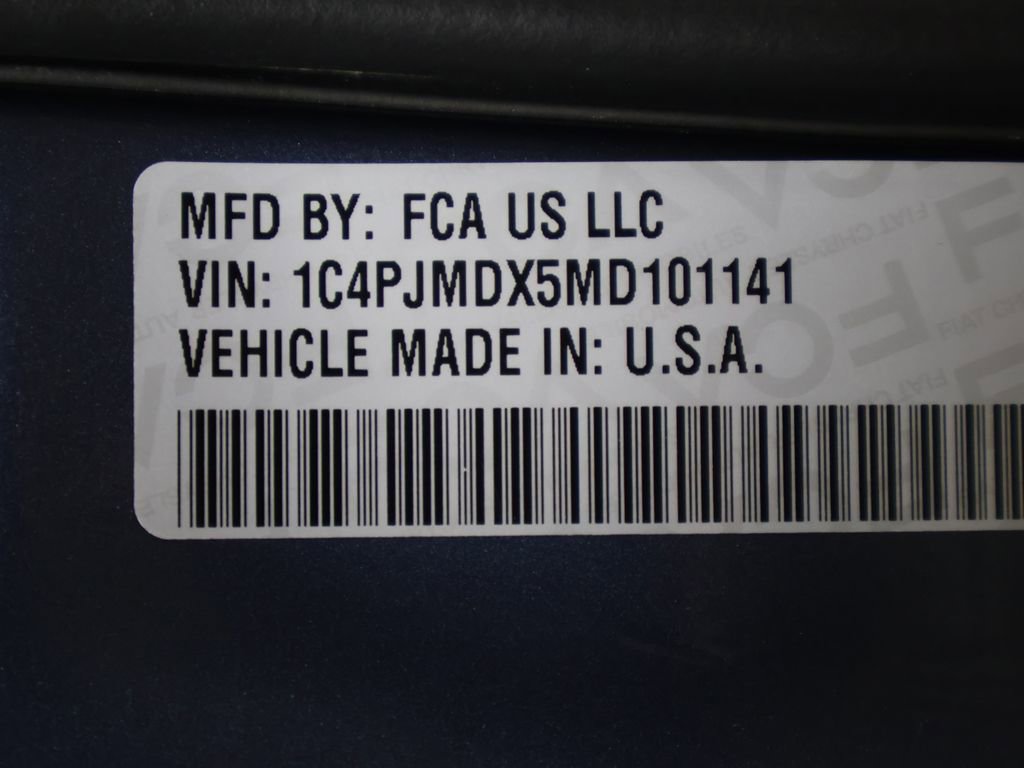 MFD BY: FCA US LLC
VIN: 1C4PJMDX5MD101141
VEHICLE MADE IN: U.S.A.